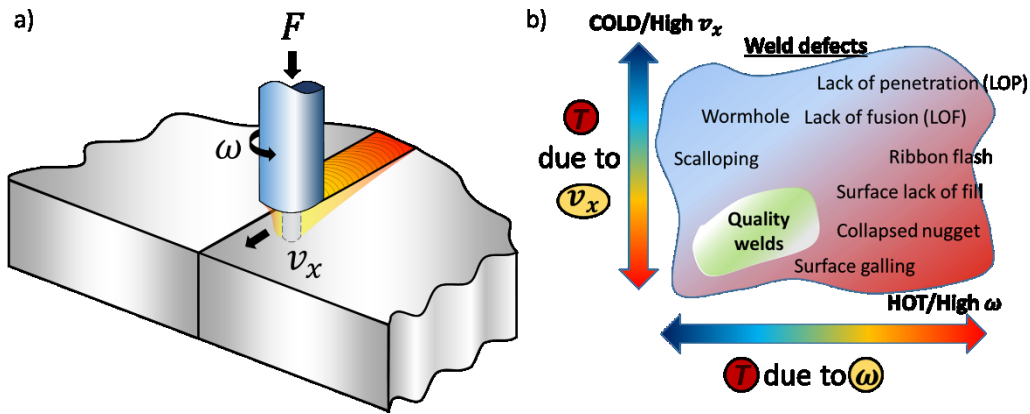 a)
F
ω
v_x
b)
COLD/High v_x
Weld defects
Lack of penetration (LOP)
Wormhole
Lack of fusion (LOF)
Scalloping
Ribbon flash
Surface lack of fill
Quality
welds
Collapsed nugget
Surface galling
HOT/High ω
T
due to
v_x
T due to ω